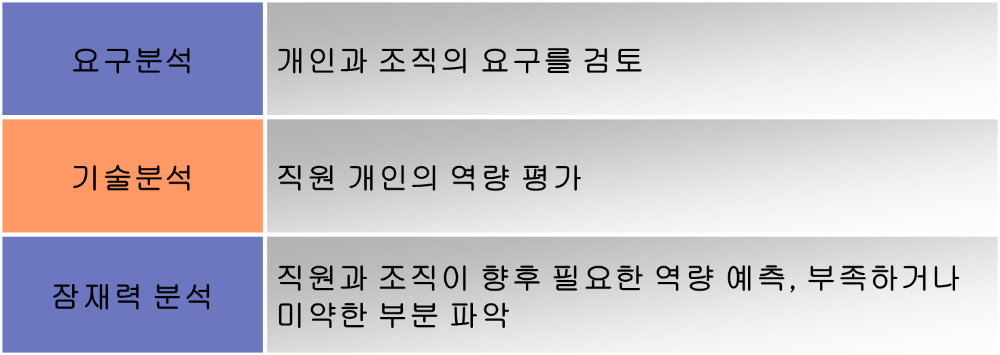 요구분석
개인과 조직의 요구를 검토
기술분석
직원 개인의 역량 평가
잠재력 분석
직원과 조직이 향후 필요한 역량 예측, 부족하거나
미약한 부분 파악